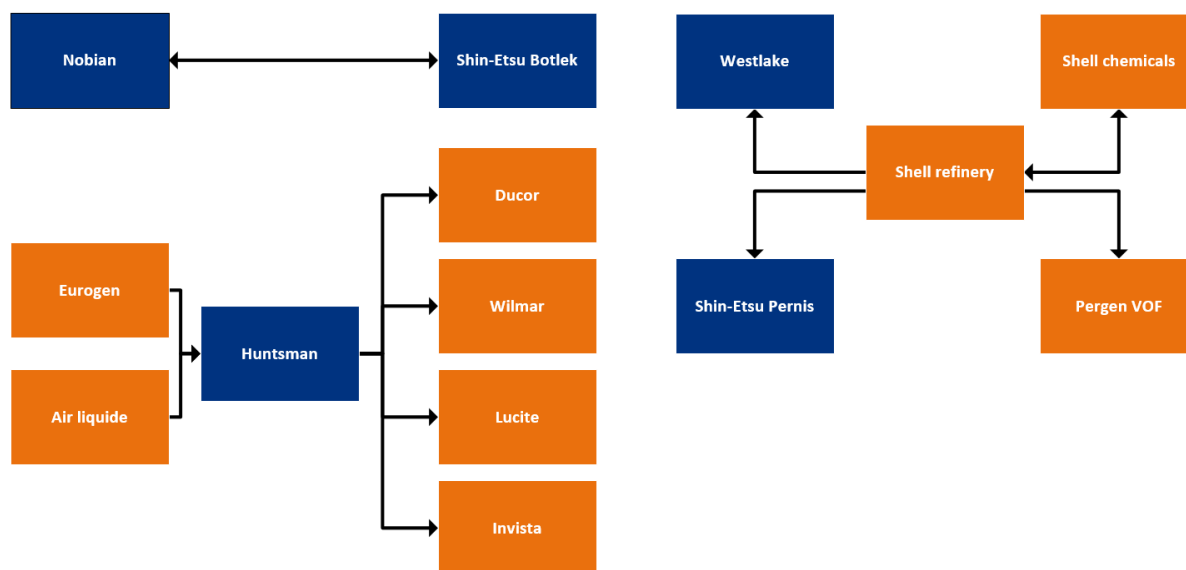 Nobian
Shin-Etsu Botlek
Westlake
Shell chemicals
Shell refinery
Ducor
Eurogen
Wilmar
Shin-Etsu Pernis
Pergen VOF
Huntsman
Air liquide
Lucite
Invista